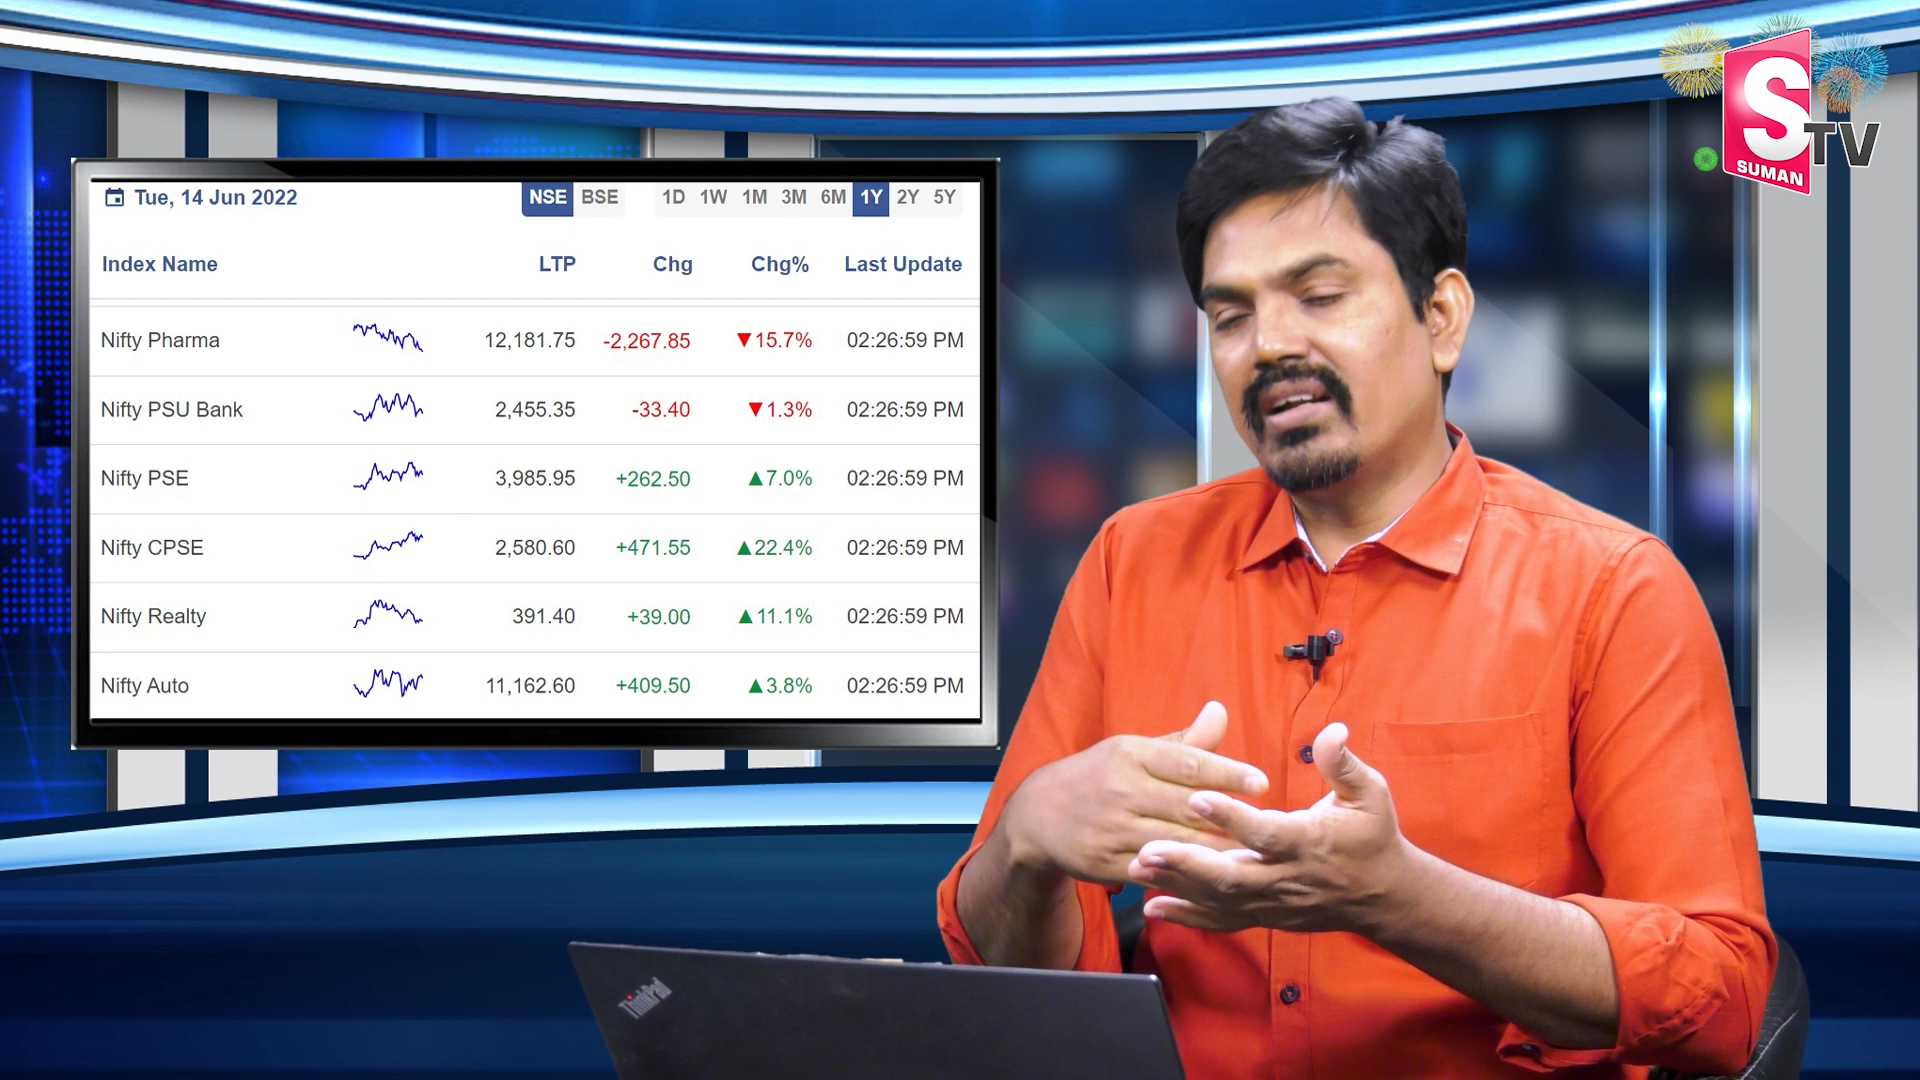 Tue, 14 Jun 2022 NSE BSE 1D 1W 1M 3M 6M 1Y 2Y 5Y
Index Name LTP Chg Chg% Last Update
Nifty Pharma 12,181.75 -2,267.85 ▼15.7% 02:26:59 PM
Nifty PSU Bank 2,455.35 -33.40 ▼1.3% 02:26:59 PM
Nifty PSE 3,985.95 +262.50 ▲7.0% 02:26:59 PM
Nifty CPSE 2,580.60 +471.55 ▲22.4% 02:26:59 PM
Nifty Realty 391.40 +39.00 ▲11.1% 02:26:59 PM
Nifty Auto 11,162.60 +409.50 ▲3.8% 02:26:59 PM
S TV
SUMAN
ThinkPad